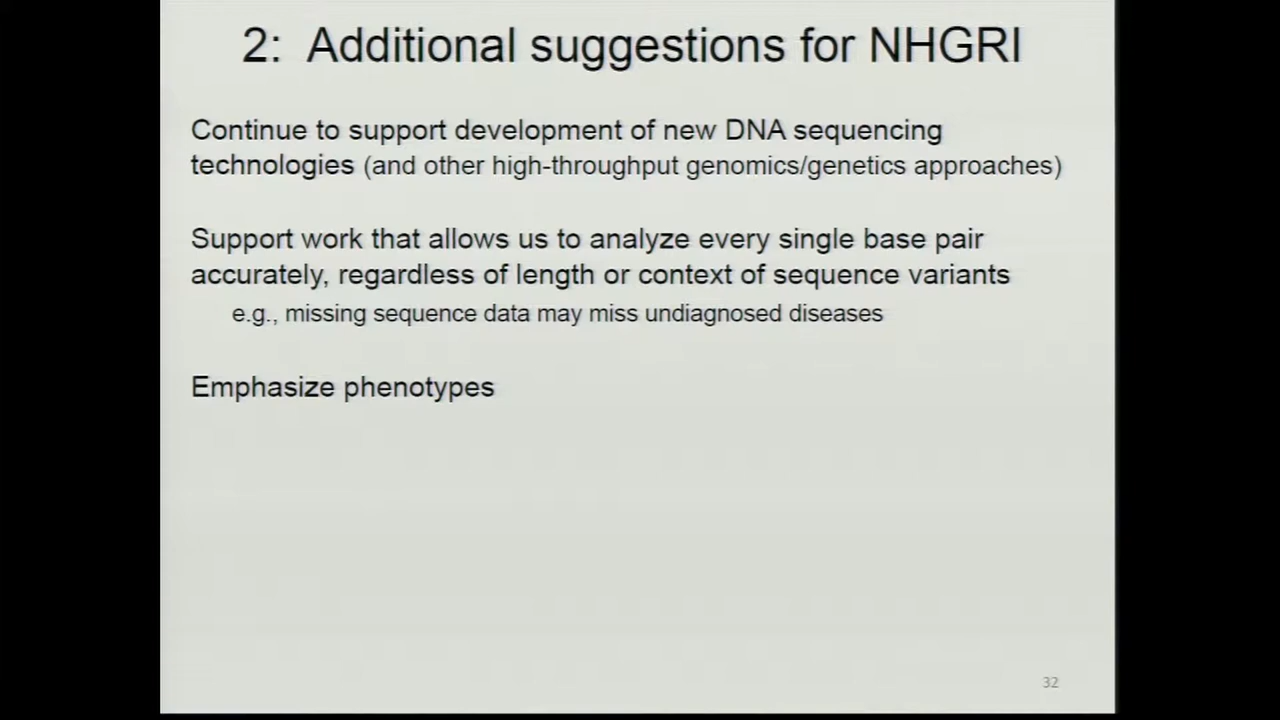 2:  Additional suggestions for NHGRI
Continue to support development of new DNA sequencing
technologies (and other high-throughput genomics/genetics approaches)
Support work that allows us to analyze every single base pair
accurately, regardless of length or context of sequence variants
e.g., missing sequence data may miss undiagnosed diseases
Emphasize phenotypes
32